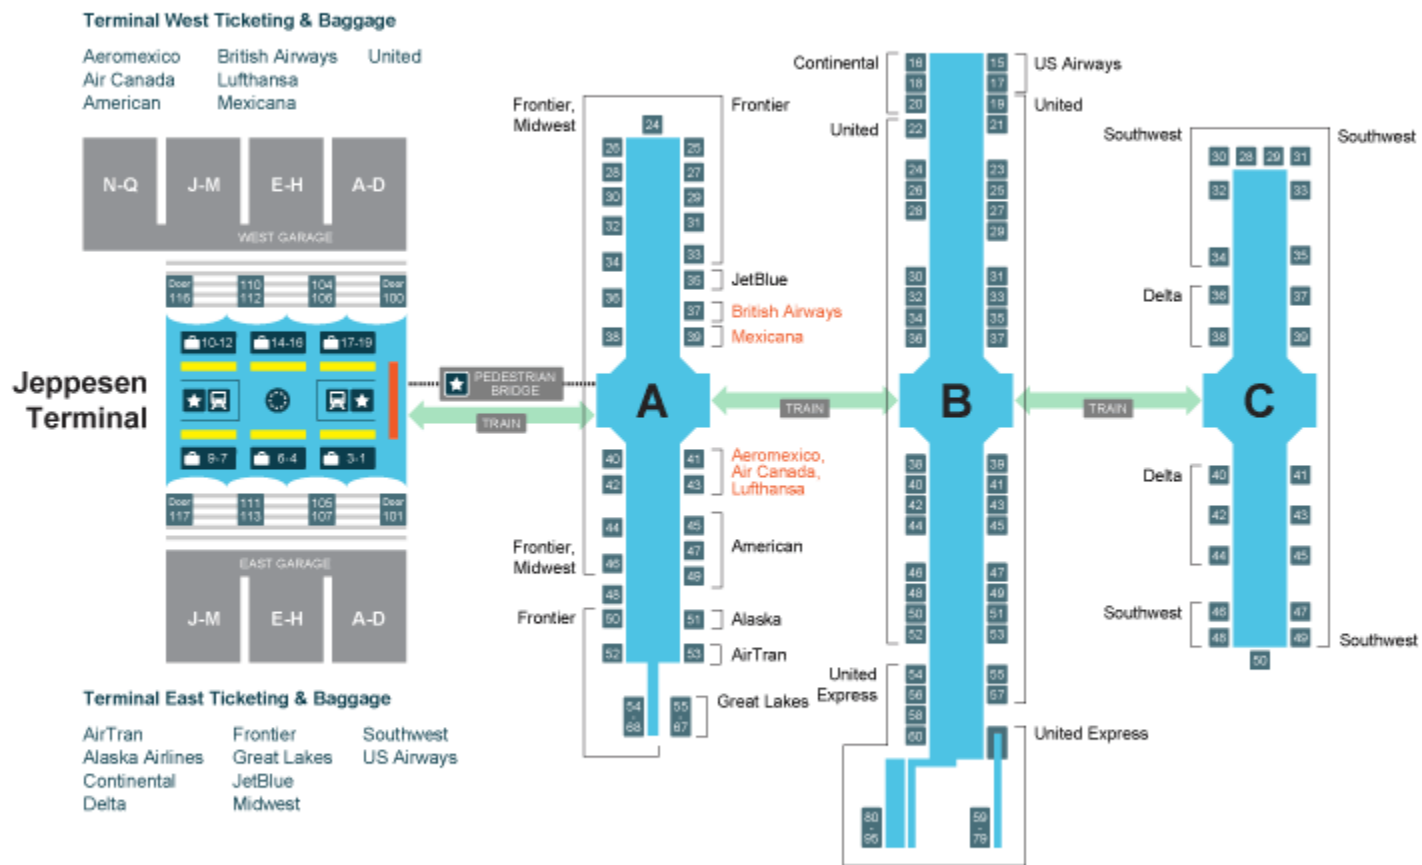 Terminal West Ticketing & Baggage
Aeromexico British Airways United
Air Canada Lufthansa
American Mexicana
N-Q J-M E-H A-D
WEST GARAGE
Door 116
110 112
104 106
Door 100
10-12 14-16 17-19
Jeppesen
Terminal
9-7 6-4 3-1
Door 117
111 113
105 107
Door 101
EAST GARAGE
J-M E-H A-D
Terminal East Ticketing & Baggage
AirTran Frontier Southwest
Alaska Airlines Great Lakes US Airways
Continental JetBlue
Delta Midwest
PEDESTRIAN
BRIDGE
TRAIN
Frontier,
Midwest
Frontier
24
26 25
28 27
30 29
32 31
34 33
35 JetBlue
36
37 British Airways
38 39 Mexicana
A
40 41
42 43
Aeromexico,
Air Canada,
Lufthansa
44 45
47 American
46 49
Frontier,
Midwest
48
Frontier 50 51 Alaska
52 53 AirTran
54 - 68
55 - 67
Great Lakes
TRAIN
Continental 16 15 US Airways
18 17
20 19 United
United 22 21
24 23
26 25
28 27
29
30 31
32 33
34 35
36 37
B
38 39
40 41
42 43
44 45
46 47
48 49
50 51
52 53
United
Express
54 55
56 57
58
60
United Express
80 - 95
59 - 79
TRAIN
Southwest Southwest
30 28 29 31
32 33
34 35
Delta 36 37
38 39
C
Delta 40 41
42 43
44 45
Southwest 46 47
48 49 Southwest
50